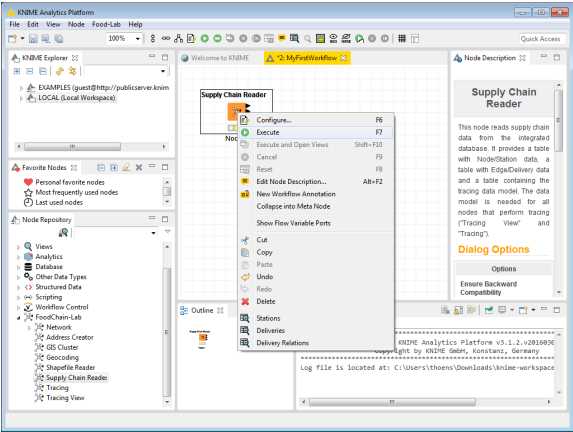 KNIME Analytics Platform
File Edit View Node Food-Lab Help
100%
Quick Access
KNIME Explorer
EXAMPLES (guest@http://publicserver.knim
LOCAL (Local Workspace)
Favorite Nodes
Personal favorite nodes
Most frequently used nodes
Last used nodes
Node Repository
Views
Analytics
Database
Other Data Types
Structured Data
Scripting
Workflow Control
FoodChain-Lab
Network
Address Creator
GIS Cluster
Geocoding
Shapefile Reader
Supply Chain Reader
Tracing
Tracing View
Welcome to KNIME
*2: MyFirstWorkflow
Supply Chain Reader
Configure... F6
Execute F7
Execute and Open Views Shift+F10
Cancel F9
Reset F8
Edit Node Description... Alt+F2
New Workflow Annotation
Collapse into Meta Node
Show Flow Variable Ports
Cut
Copy
Paste
Undo
Redo
Delete
Stations
Deliveries
Delivery Relations
Outline
KNIME Analytics Platform v3.1.2.v2016030
Copyright by KNIME GmbH, Konstanz, Germany
Log file is located at: C:\Users\thoens\Downloads\knime-workspace
Node Description
Supply Chain
Reader
This node reads supply chain
data from the integrated
database. It provides a table
with Node/Station data, a
table with Edge/Delivery data
and a table containing the
tracing data model. The data
model is needed for all
nodes that perform tracing
("Tracing View" and
"Tracing").
Dialog Options
Options
Ensure Backward
Compatibility